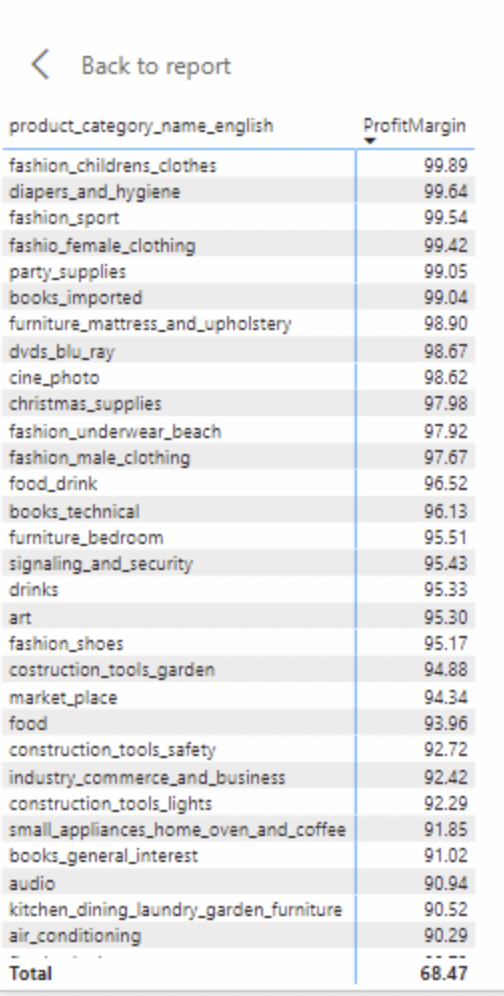 Back to report
product_category_name_english ProfitMargin
fashion_childrens_clothes 99.89
diapers_and_hygiene 99.64
fashion_sport 99.54
fashio_female_clothing 99.42
party_supplies 99.05
books_imported 99.04
furniture_mattress_and_upholstery 98.90
dvds_blu_ray 98.67
cine_photo 98.62
christmas_supplies 97.98
fashion_underwear_beach 97.92
fashion_male_clothing 97.67
food_drink 96.52
books_technical 96.13
furniture_bedroom 95.51
signaling_and_security 95.43
drinks 95.33
art 95.30
fashion_shoes 95.17
costruction_tools_garden 94.88
market_place 94.34
food 93.96
construction_tools_safety 92.72
industry_commerce_and_business 92.42
construction_tools_lights 92.29
small_appliances_home_oven_and_coffee 91.85
books_general_interest 91.02
audio 90.94
kitchen_dining_laundry_garden_furniture 90.52
air_conditioning 90.29
Total 68.47